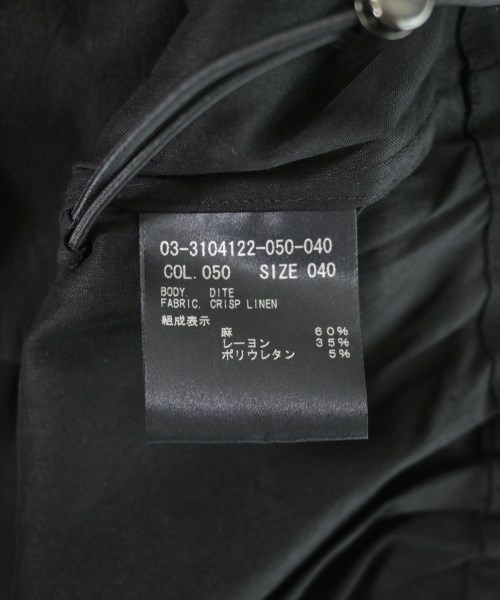 03-3104122-050-040
COL. 050 SIZE 040
BODY. DITE
FABRIC. CRISP LINEN
組成表示
麻 60%
レーヨン 35%
ポリウレタン 5%